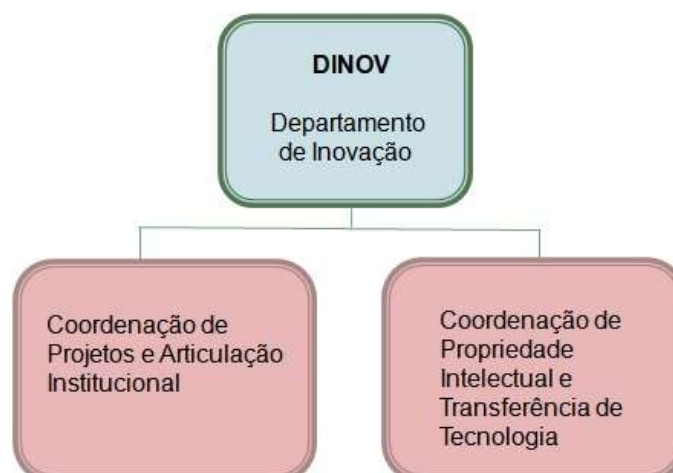 DINOV
Departamento
de Inovação
Coordenação de
Projetos e Articulação
Institucional
Coordenação de
Propriedade
Intelectual e
Transferência de
Tecnologia